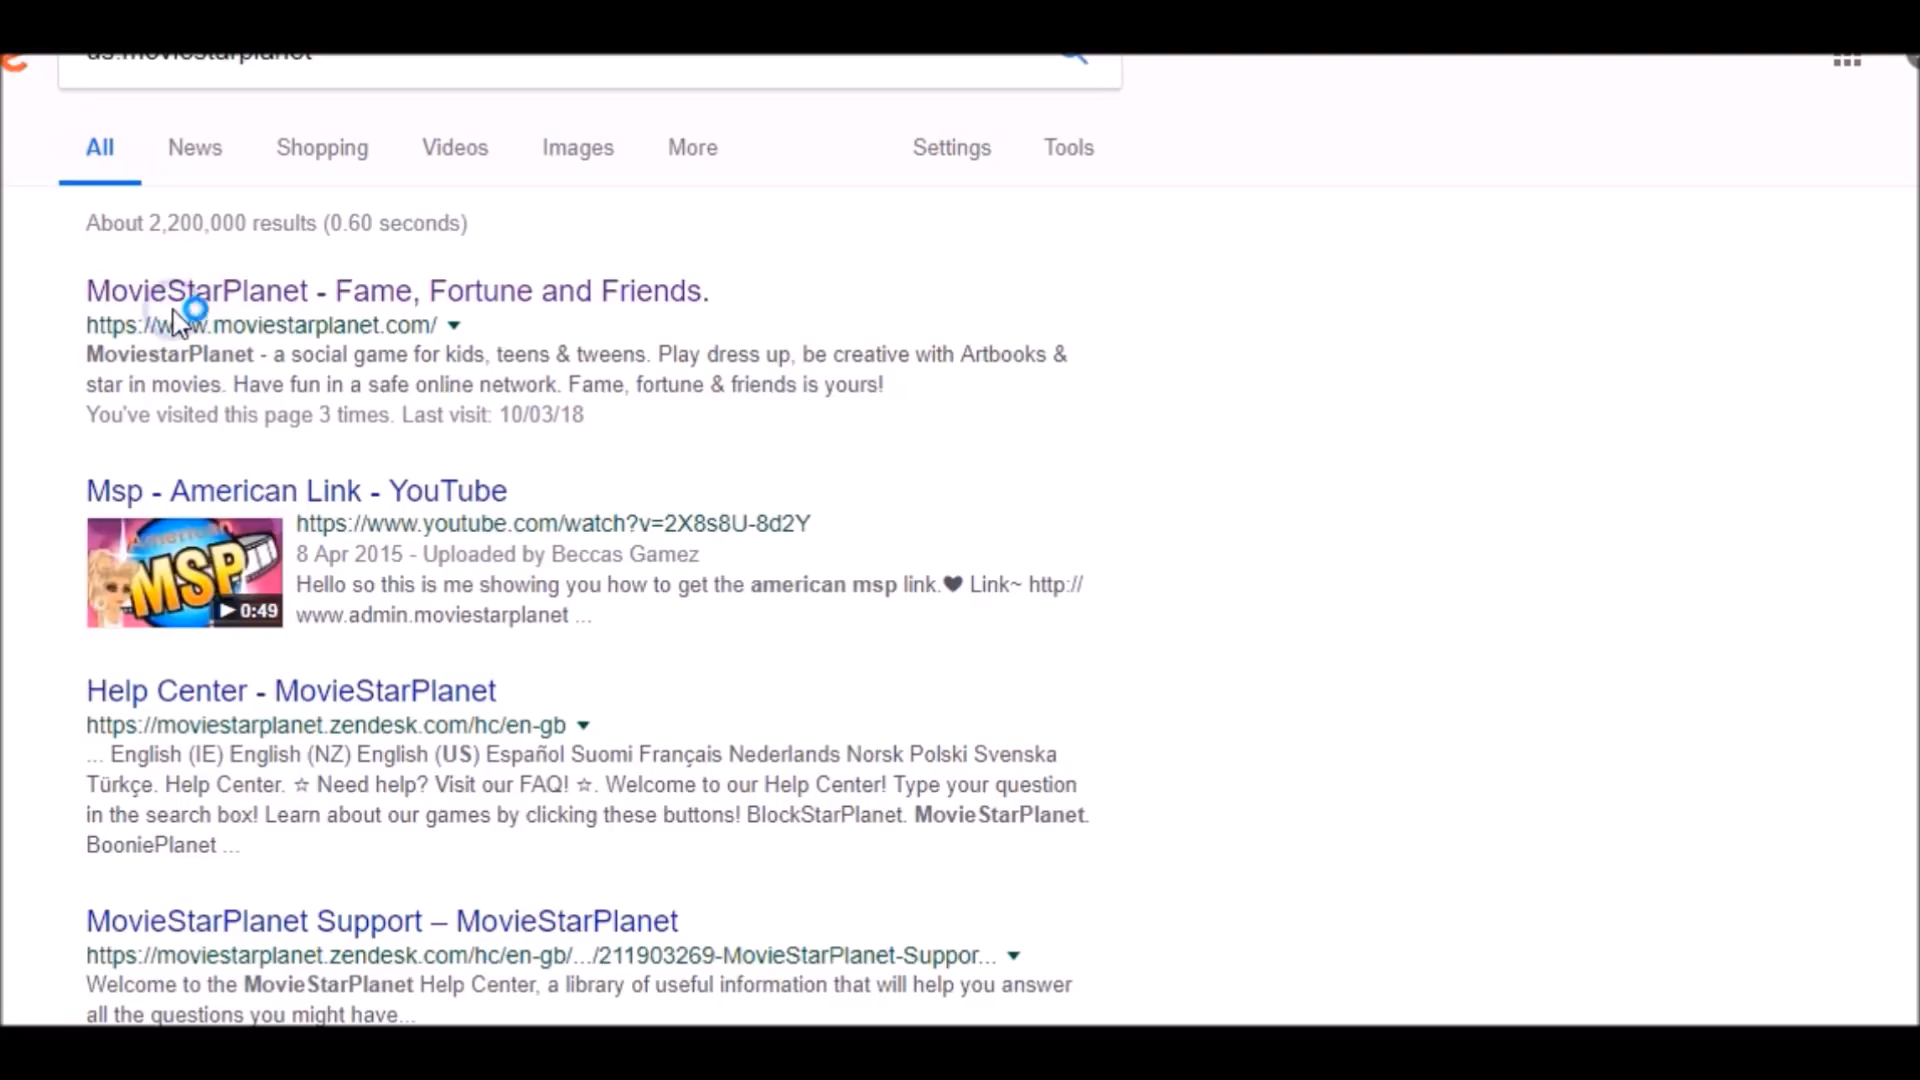 us.moviestarplanet
All News Shopping Videos Images More Settings Tools
About 2,200,000 results (0.60 seconds)
MovieStarPlanet - Fame, Fortune and Friends.
https://www.moviestarplanet.com/
MoviestarPlanet - a social game for kids, teens & tweens. Play dress up, be creative with Artbooks &
star in movies. Have fun in a safe online network. Fame, fortune & friends is yours!
You've visited this page 3 times. Last visit: 10/03/18
Msp - American Link - YouTube
https://www.youtube.com/watch?v=2X8s8U-8d2Y
8 Apr 2015 - Uploaded by Beccas Gamez
Hello so this is me showing you how to get the american msp link.♥ Link~ http://
www.admin.moviestarplanet ...
American
MSP
0:49
Help Center - MovieStarPlanet
https://moviestarplanet.zendesk.com/hc/en-gb
... English (IE) English (NZ) English (US) Español Suomi Français Nederlands Norsk Polski Svenska
Türkçe. Help Center. ☆ Need help? Visit our FAQ! ☆. Welcome to our Help Center! Type your question
in the search box! Learn about our games by clicking these buttons! BlockStarPlanet. MovieStarPlanet.
BooniePlanet ...
MovieStarPlanet Support – MovieStarPlanet
https://moviestarplanet.zendesk.com/hc/en-gb/.../211903269-MovieStarPlanet-Suppor...
Welcome to the MovieStarPlanet Help Center, a library of useful information that will help you answer
all the questions you might have...